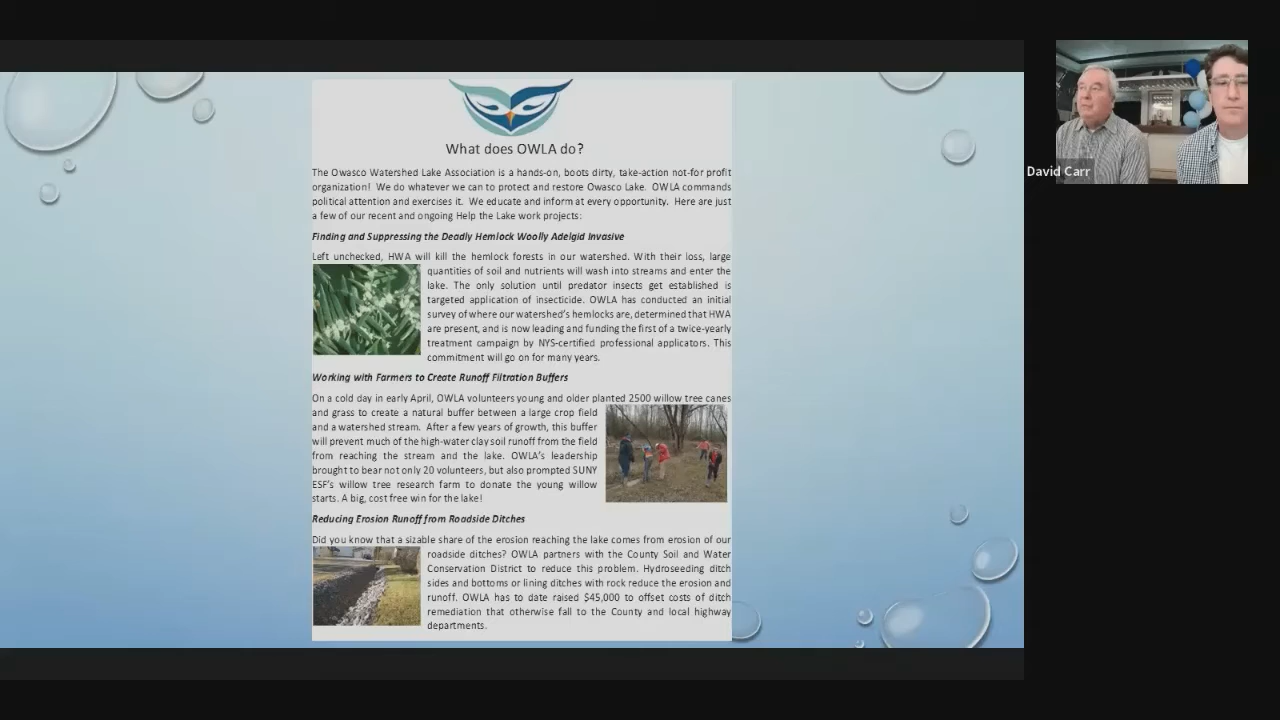 What does OWLA do?
The Owasco Watershed Lake Association is a hands-on, boots dirty, take-action not-for profit
organization! We do whatever we can to protect and restore Owasco Lake. OWLA commands
political attention and exercises it. We educate and inform at every opportunity. Here are just
a few of our recent and ongoing Help the Lake work projects:
Finding and Suppressing the Deadly Hemlock Woolly Adelgid Invasive
Left unchecked, HWA will kill the hemlock forests in our watershed. With their loss, large
quantities of soil and nutrients will wash into streams and enter the
lake. The only solution until predator insects get established is
targeted application of insecticide. OWLA has conducted an initial
survey of where our watershed's hemlocks are, determined that HWA
are present, and is now leading and funding the first of a twice-yearly
treatment campaign by NYS-certified professional applicators. This
commitment will go on for many years.
Working with Farmers to Create Runoff Filtration Buffers
On a cold day in early April, OWLA volunteers young and older planted 2500 willow tree canes
and grass to create a natural buffer between a large crop field
and a watershed stream. After a few years of growth, this buffer
will prevent much of the high-water clay soil runoff from the field
from reaching the stream and the lake. OWLA's leadership
brought to bear not only 20 volunteers, but also prompted SUNY
ESF's willow tree research farm to donate the young willow
starts. A big, cost free win for the lake!
Reducing Erosion Runoff from Roadside Ditches
Did you know that a sizable share of the erosion reaching the lake comes from erosion of our
roadside ditches? OWLA partners with the County Soil and Water
Conservation District to reduce this problem. Hydroseeding ditch
sides and bottoms or lining ditches with rock reduce the erosion and
runoff. OWLA has to date raised $45,000 to offset costs of ditch
remediation that otherwise fall to the County and local highway
departments.
David Carr